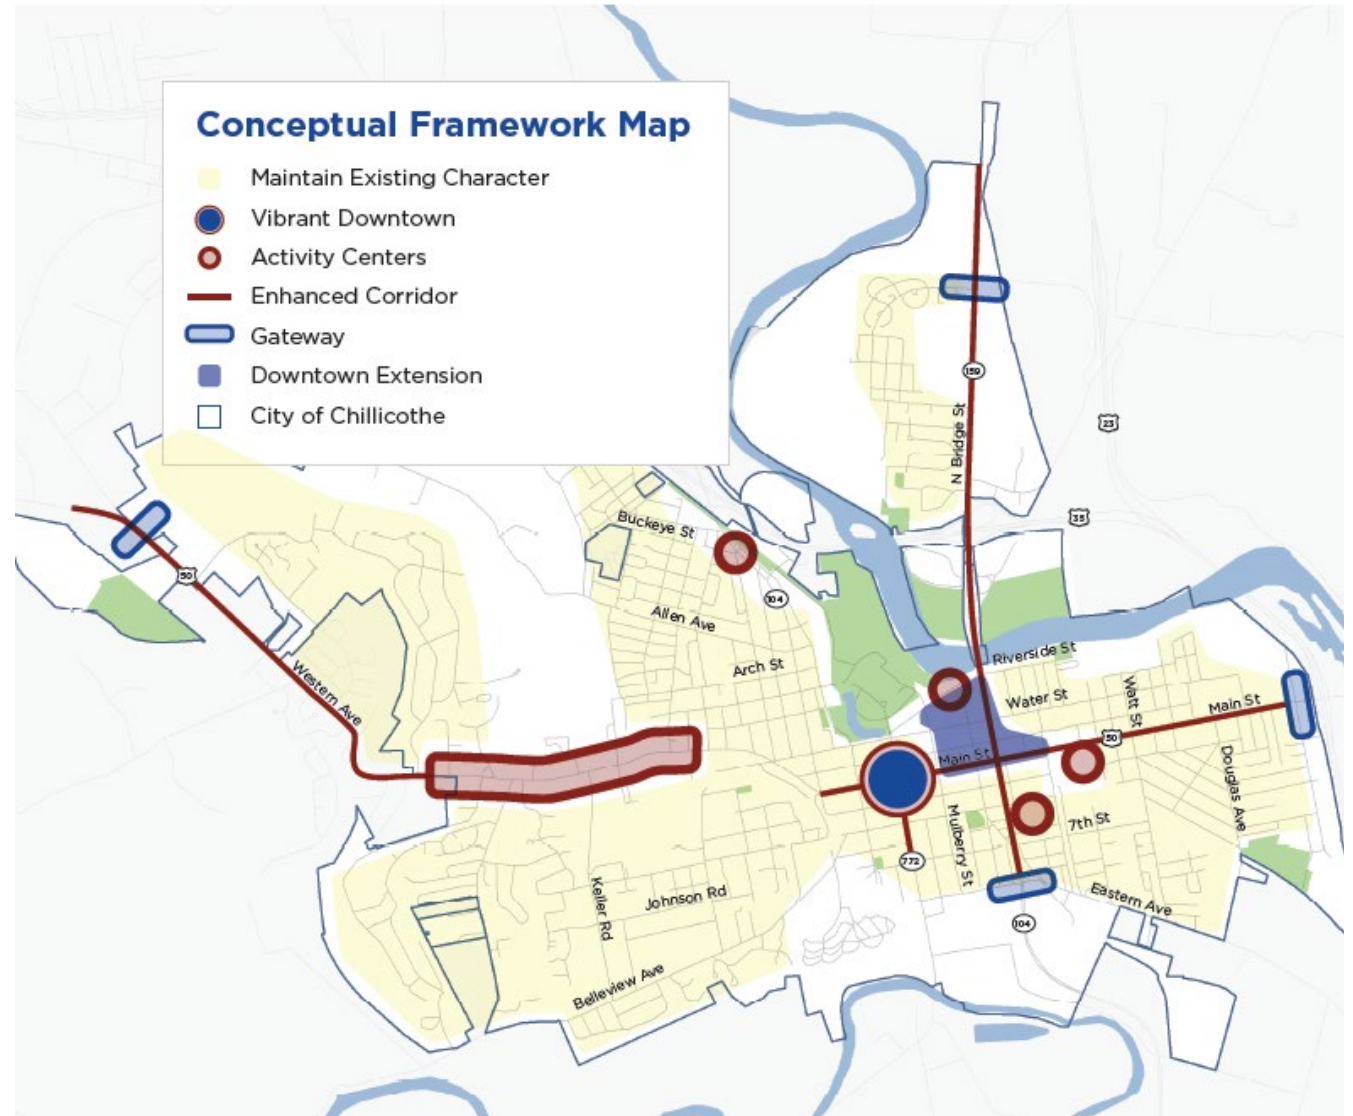 Conceptual Framework Map
Maintain Existing Character
Vibrant Downtown
Activity Centers
Enhanced Corridor
Gateway
Downtown Extension
City of Chillicothe
159
23
N Bridge St
35
Buckeye St
50
104
Allen Ave
Riverside St
Arch St
Western Ave
Water St
Watt St
Main St
50
Main St
Douglas Ave
7th St
Mulberry St
772
Keller Rd
Johnson Rd
Eastern Ave
104
Belleview Ave